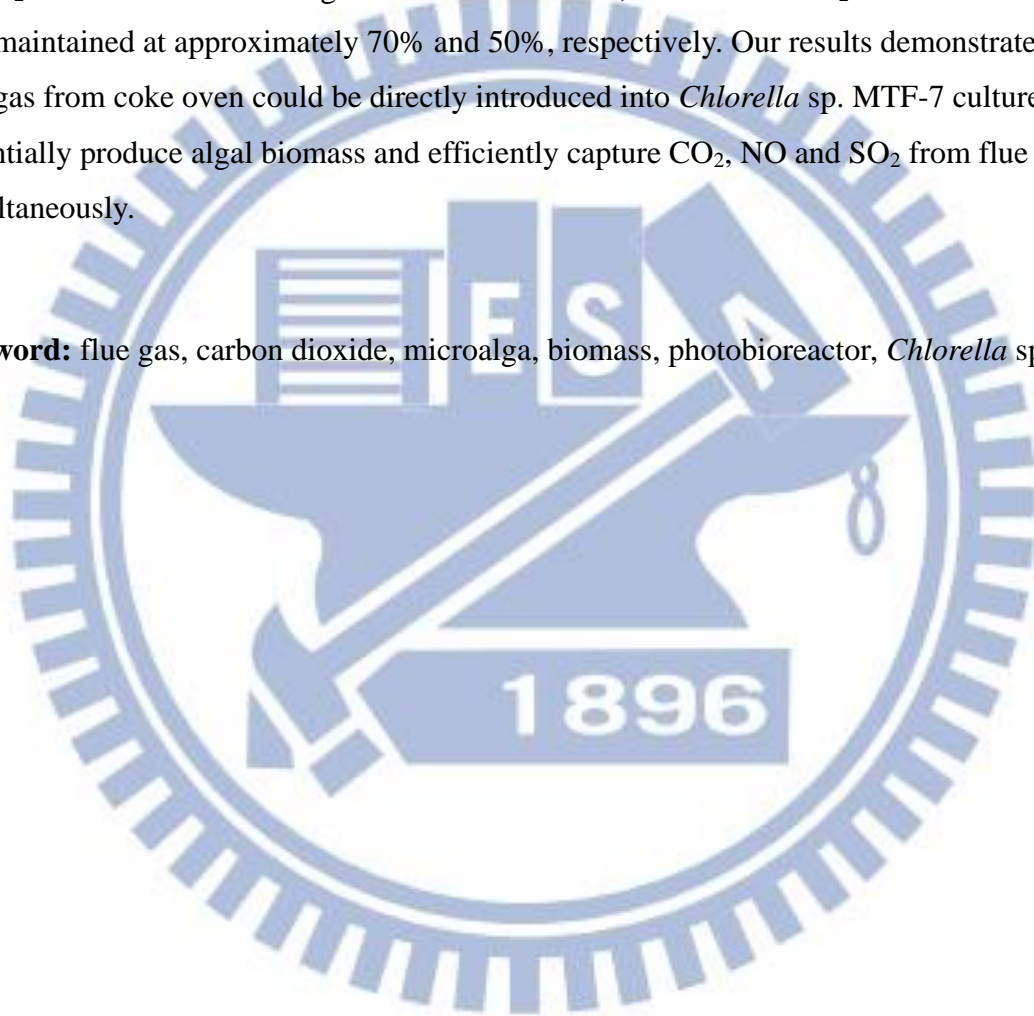 maintained at approximately 70% and 50%, respectively. Our results demonstrate
gas from coke oven could be directly introduced into Chlorella sp. MTF-7 culture
ntially produce algal biomass and efficiently capture CO₂, NO and SO₂ from flue
ltaneously.
E S A
word: flue gas, carbon dioxide, microalga, biomass, photobioreactor, Chlorella sp
1896